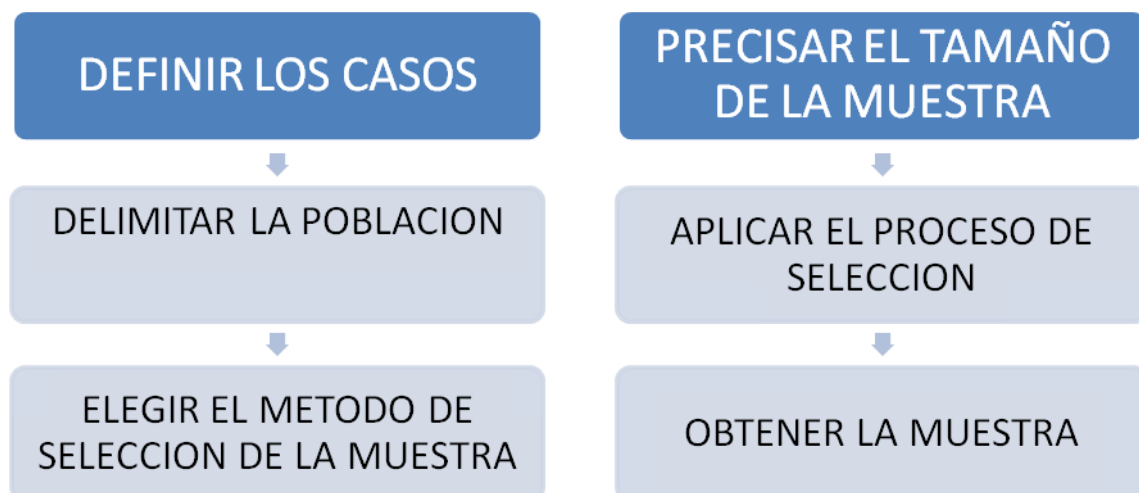 DEFINIR LOS CASOS
DELIMITAR LA POBLACION
ELEGIR EL METODO DE
SELECCION DE LA MUESTRA
PRECISAR EL TAMAÑO
DE LA MUESTRA
APLICAR EL PROCESO DE
SELECCION
OBTENER LA MUESTRA